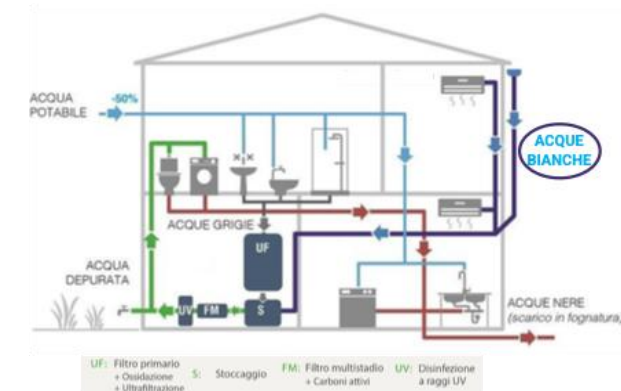 ACQUA
POTABILE
-50%
ACQUE
BIANCHE
ACQUE GRIGIE
UF
ACQUA
DEPURATA
UV
FM
S
ACQUE NERE
(scarico in fognatura)
UF: Filtro primario
+ Ossidazione
+ Ultrafiltrazione
S: Stoccaggio
FM: Filtro multistadio
+ Carboni attivi
UV: Disinfezione
a raggi UV